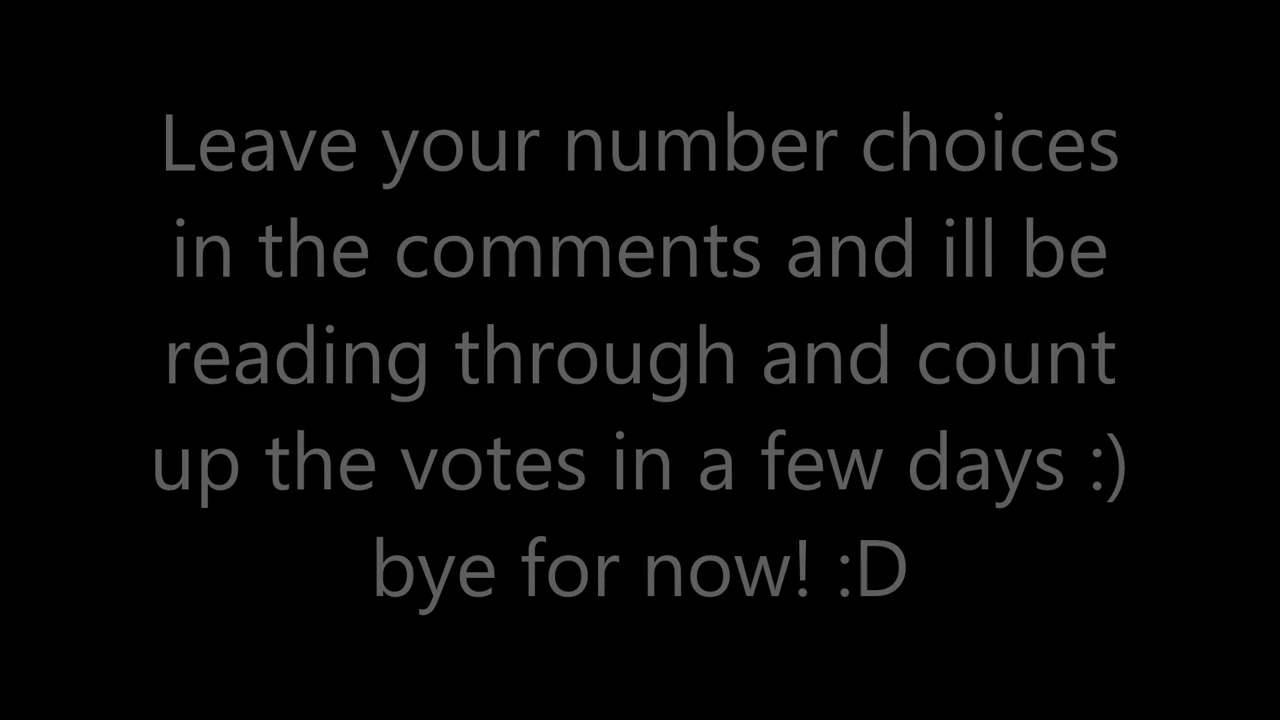 Leave your number choices
in the comments and ill be
reading through and count
up the votes in a few days :)
bye for now! :D